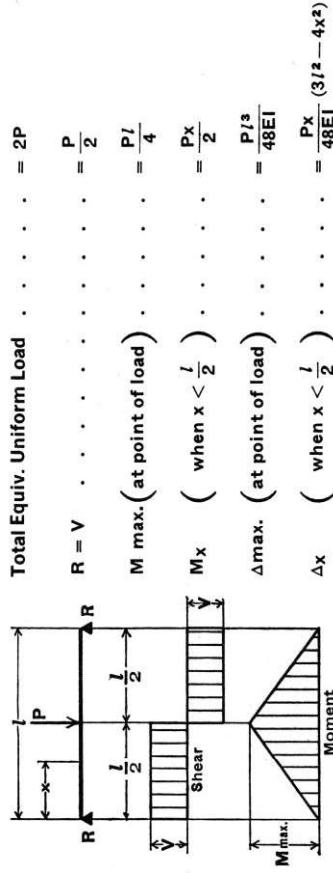 Total Equiv. Uniform Load . . . . . = 2P
R = V . . . . . . . . . . . . = P/2
M max. ( at point of load ) . . . . . = Pl/4
Mx ( when x < l/2 ) . . . . . = Px/2
Δmax. ( at point of load ) . . . . . = Pl³/48EI
Δx ( when x < l/2 ) . . . . . = Px/48EI (3l² — 4x²)
l
x
P
R
R
l/2
l/2
V
Shear
V
M max.
Moment